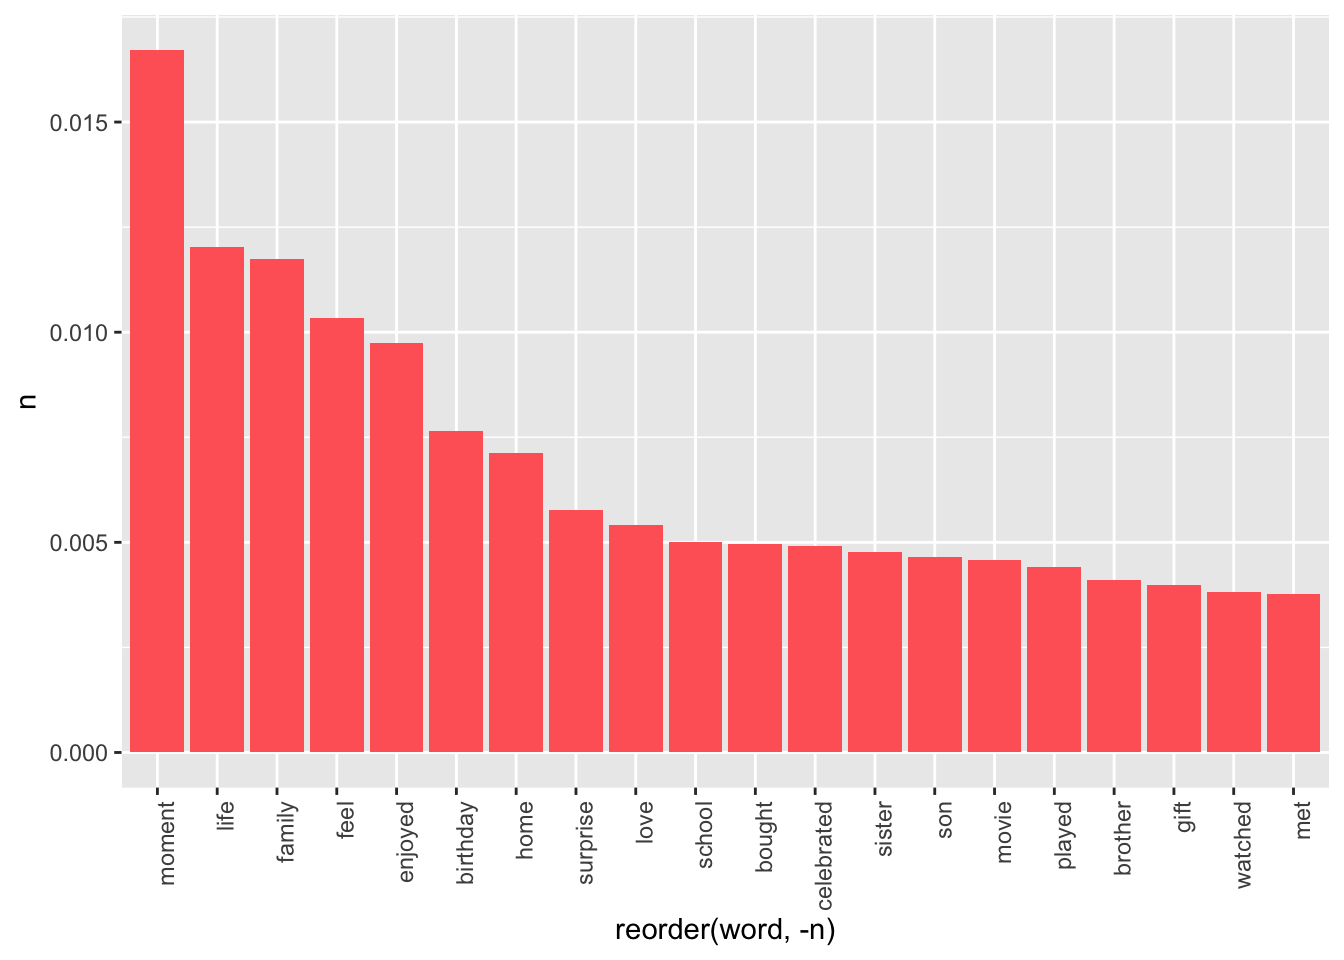 0.015
0.010
0.005
0.000
n
moment
life
family
feel
enjoyed
birthday
home
surprise
love
school
bought
celebrated
sister
son
movie
played
brother
gift
watched
met
reorder(word, -n)